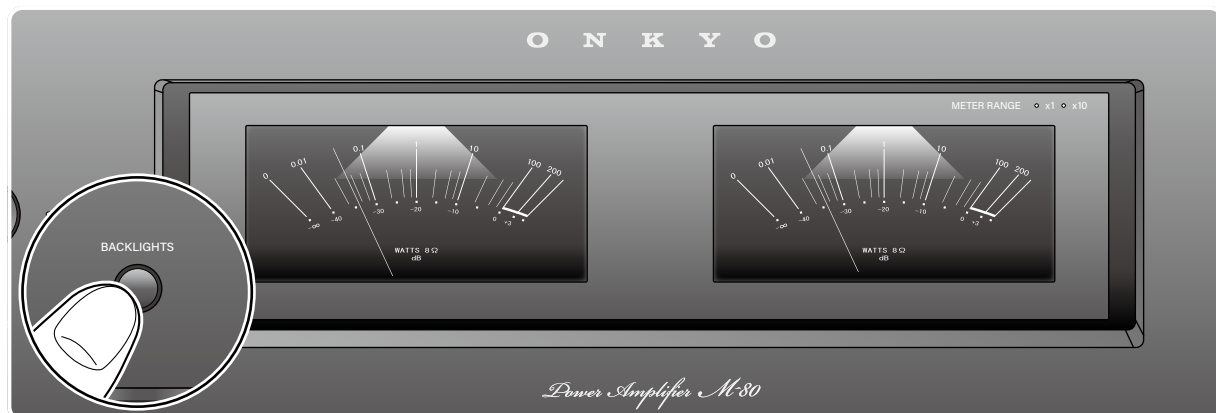 O N K Y O
METER RANGE x1 x10
0 0.01 0.1 1 10 100 200
-∞ -40 -30 -20 -10 0 +3
WATTS 8Ω
dB
0 0.01 0.1 1 10 100 200
-∞ -40 -30 -20 -10 0 +3
WATTS 8Ω
dB
BACKLIGHTS
Power Amplifier M-80